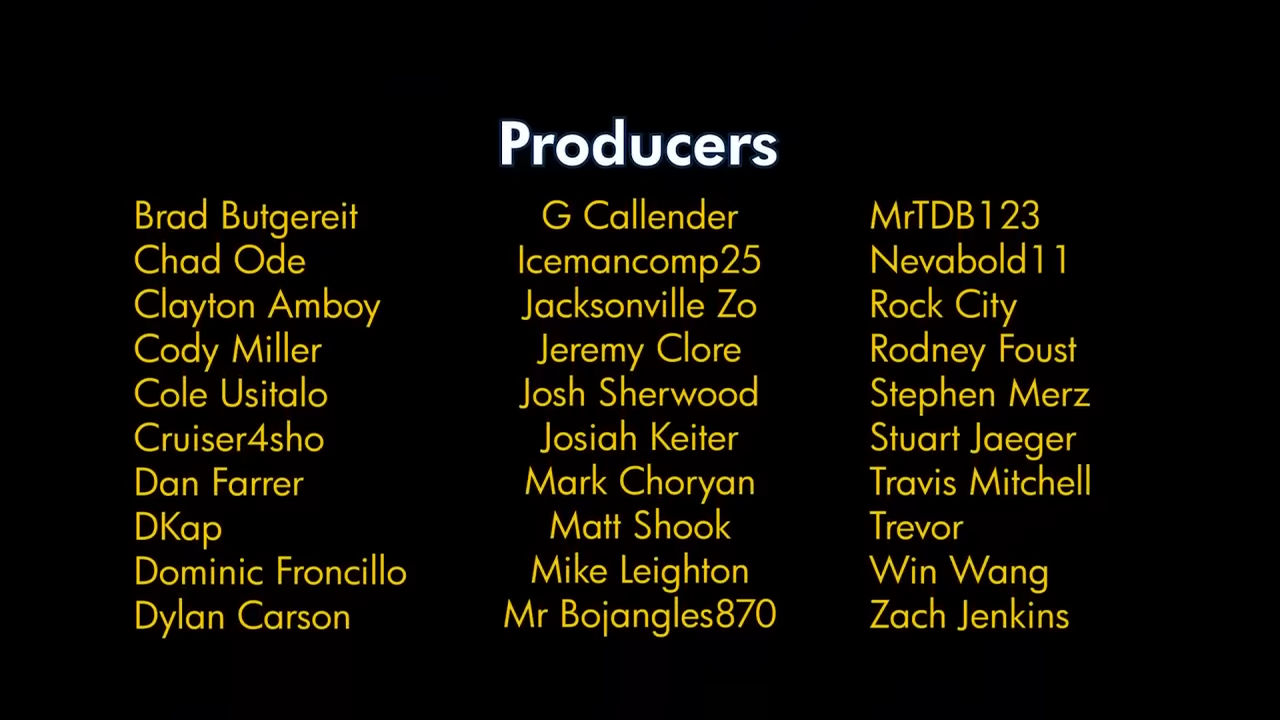 Producers
Brad Butgereit
Chad Ode
Clayton Amboy
Cody Miller
Cole Usitalo
Cruiser4sho
Dan Farrer
DKap
Dominic Froncillo
Dylan Carson
G Callender
Icemancomp25
Jacksonville Zo
Jeremy Clore
Josh Sherwood
Josiah Keiter
Mark Choryan
Matt Shook
Mike Leighton
Mr Bojangles870
MrTDB123
Nevabold11
Rock City
Rodney Foust
Stephen Merz
Stuart Jaeger
Travis Mitchell
Trevor
Win Wang
Zach Jenkins